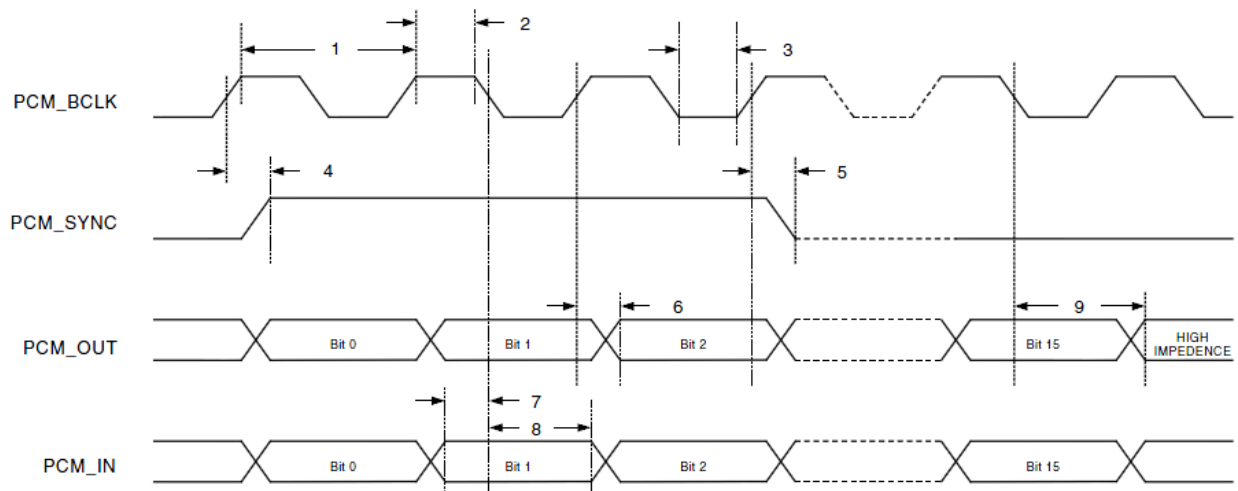 1
2
3
PCM_BCLK
4
5
PCM_SYNC
6
9
PCM_OUT
Bit 0
Bit 1
Bit 2
Bit 15
HIGH
IMPEDENCE
7
8
PCM_IN
Bit 0
Bit 1
Bit 2
Bit 15